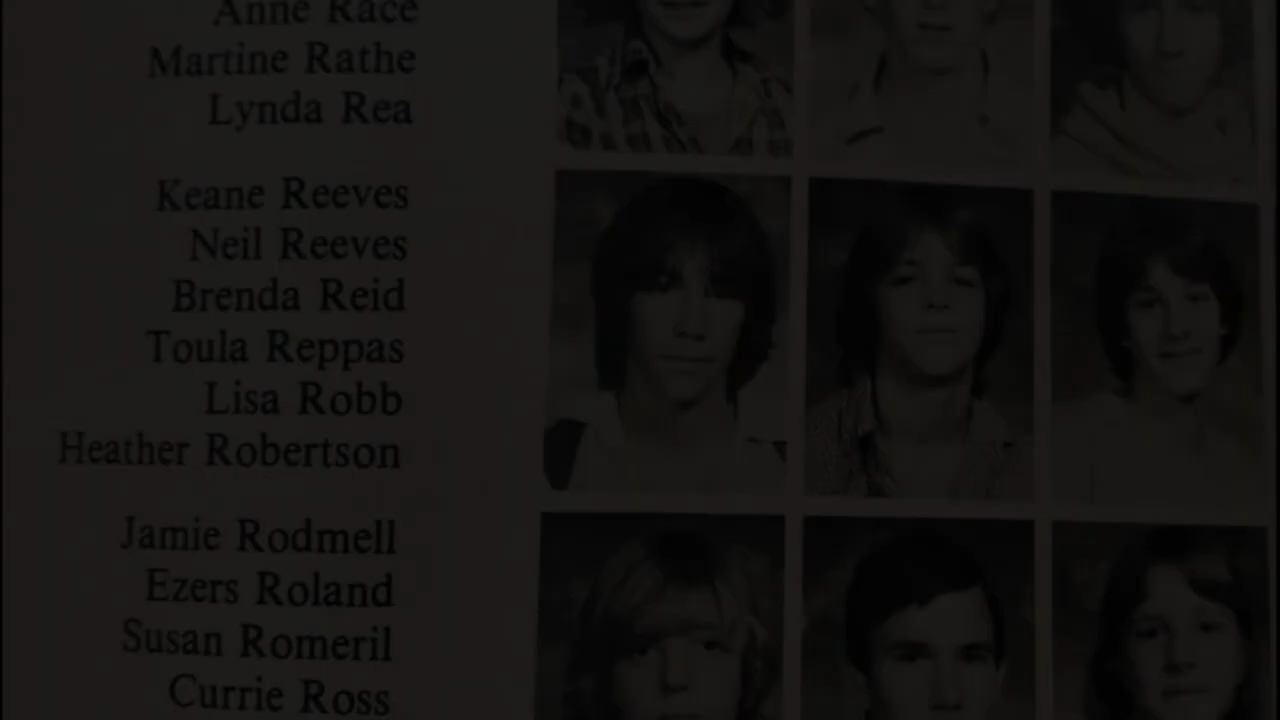 Anne Race
Martine Rathe
Lynda Rea
Keane Reeves
Neil Reeves
Brenda Reid
Toula Reppas
Lisa Robb
Heather Robertson
Jamie Rodmell
Ezers Roland
Susan Romeril
Currie Ross